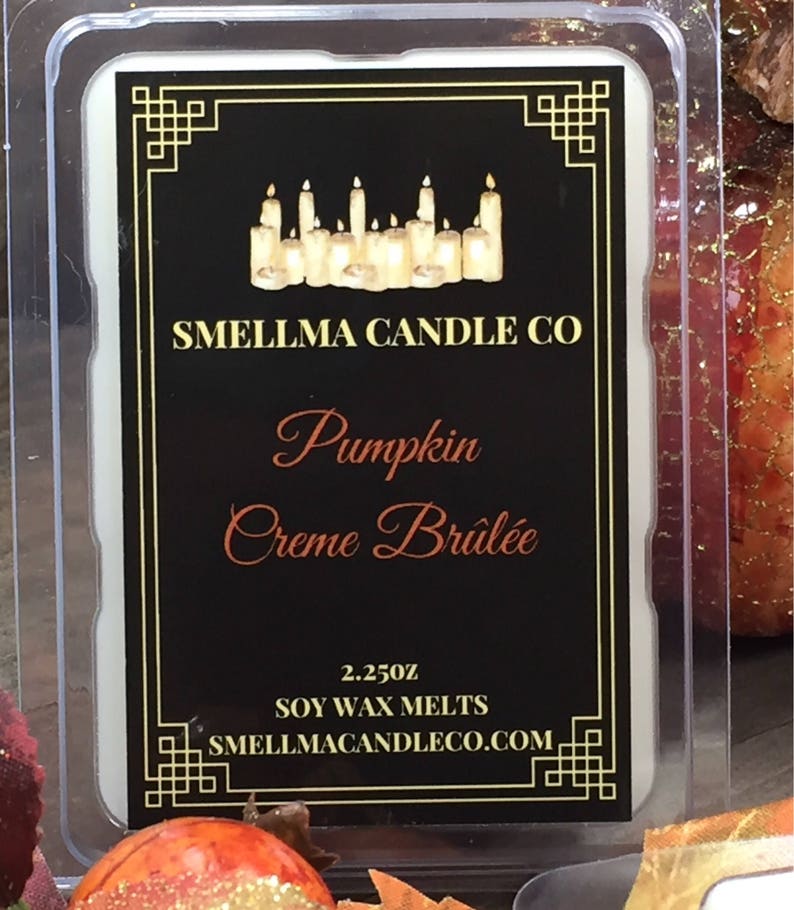 SMELLMA CANDLE CO
Pumpkin
Creme Brûlée
2.25OZ
SOY WAX MELTS
SMELLMACANDLECO.COM